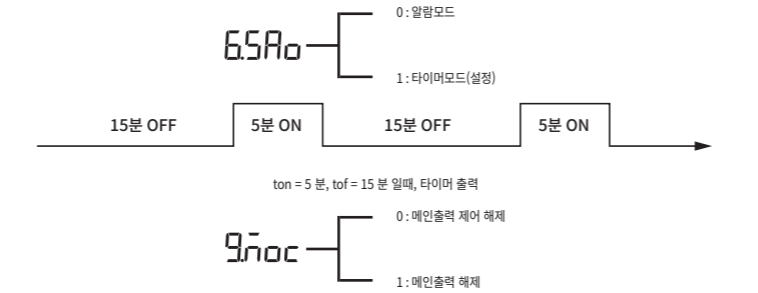 0 : 알람모드
6.5Ao
1 : 타이머모드(설정)
15분 OFF 5분 ON 15분 OFF 5분 ON
ton = 5 분, tof = 15 분 일때, 타이머 출력
0 : 메인출력 제어 해제
1 : 메인출력 해제